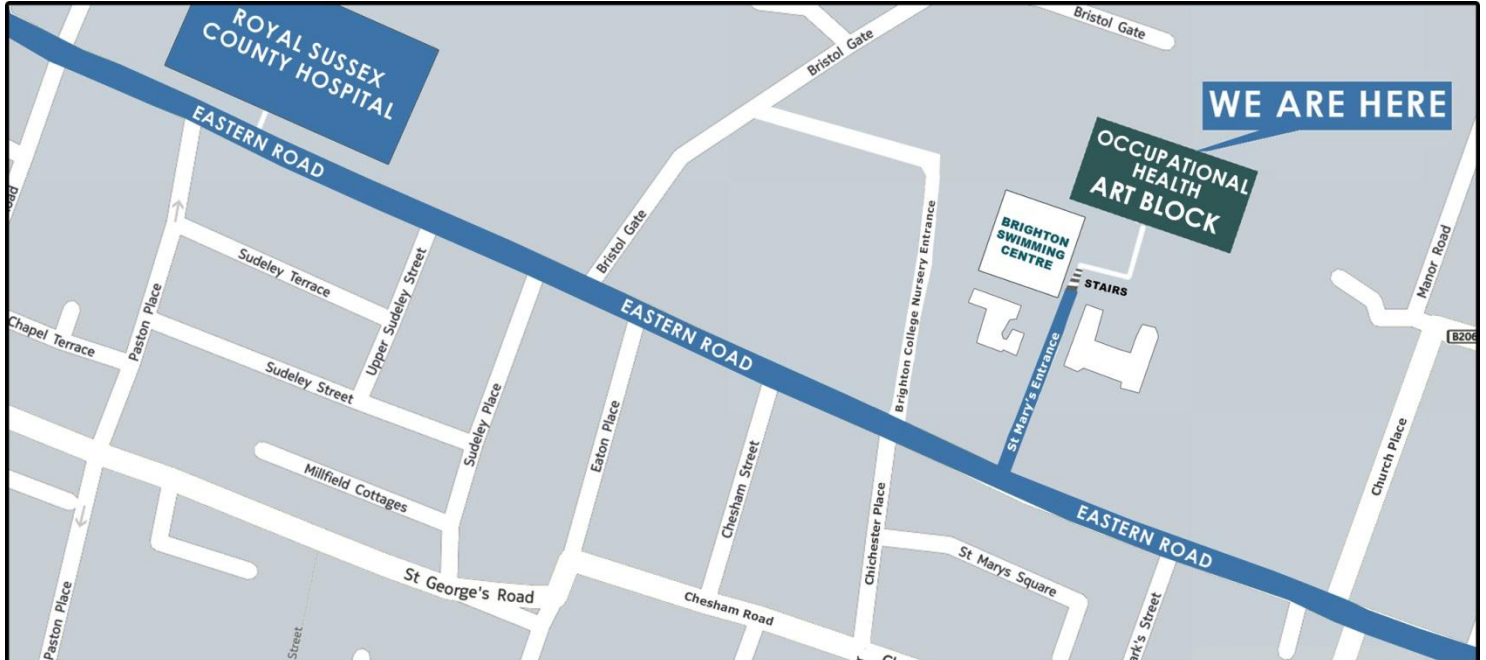 ROYAL SUSSEX
COUNTY HOSPITAL
Bristol Gate
Bristol Gate
WE ARE HERE
OCCUPATIONAL
HEALTH
ART BLOCK
EASTERN ROAD
BRIGHTON
SWIMMING
CENTRE
STAIRS
Manor Road
Bristol Gate
Brighton College Nursery Entrance
Sudeley Terrace
Upper Sudeley Street
Paston Place
Chapel Terrace
EASTERN ROAD
St Mary's Entrance
Sudeley Street
Sudeley Place
Eaton Place
Chesham Street
Church Place
Millfield Cottages
Chichester Place
EASTERN ROAD
St Marys Square
St George's Road
Chesham Road
Paston Place
Street